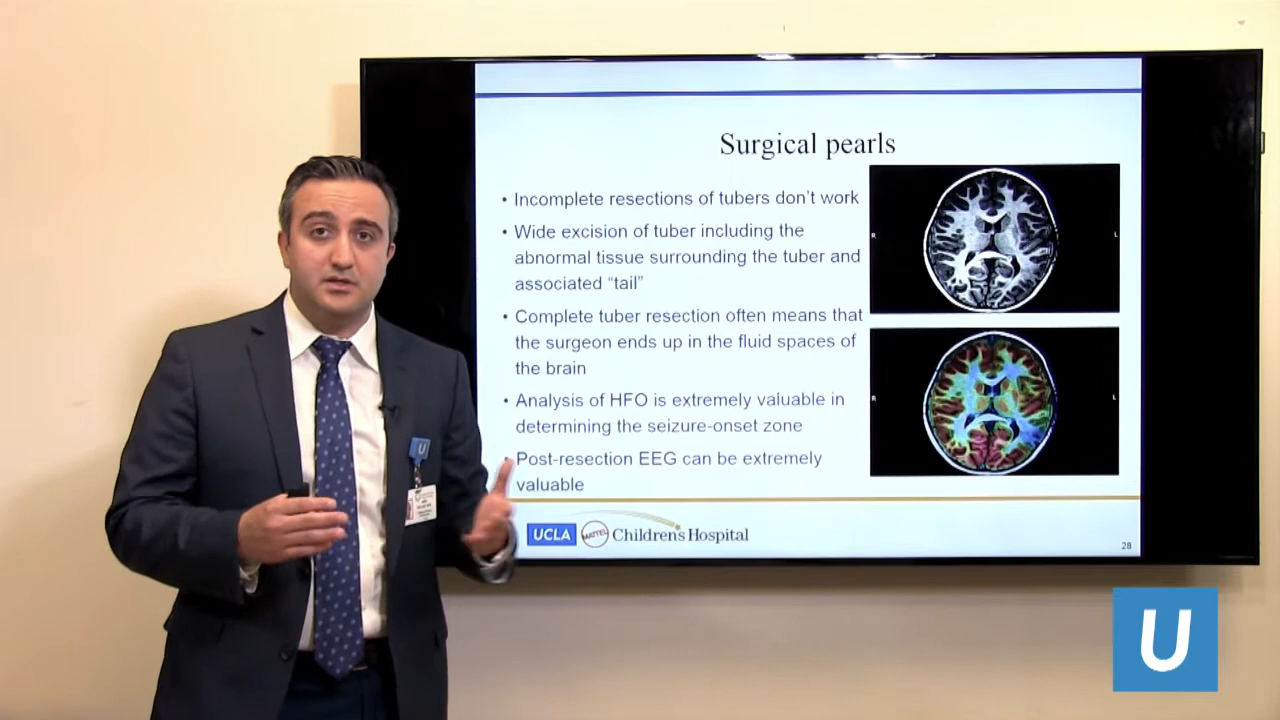 Surgical pearls
• Incomplete resections of tubers don't work
• Wide excision of tuber including the
abnormal tissue surrounding the tuber and
associated "tail"
• Complete tuber resection often means that
the surgeon ends up in the fluid spaces of
the brain
• Analysis of HFO is extremely valuable in
determining the seizure-onset zone
• Post-resection EEG can be extremely
valuable
R
L
R
L
UCLA MATTEL Children's Hospital
28
U
U